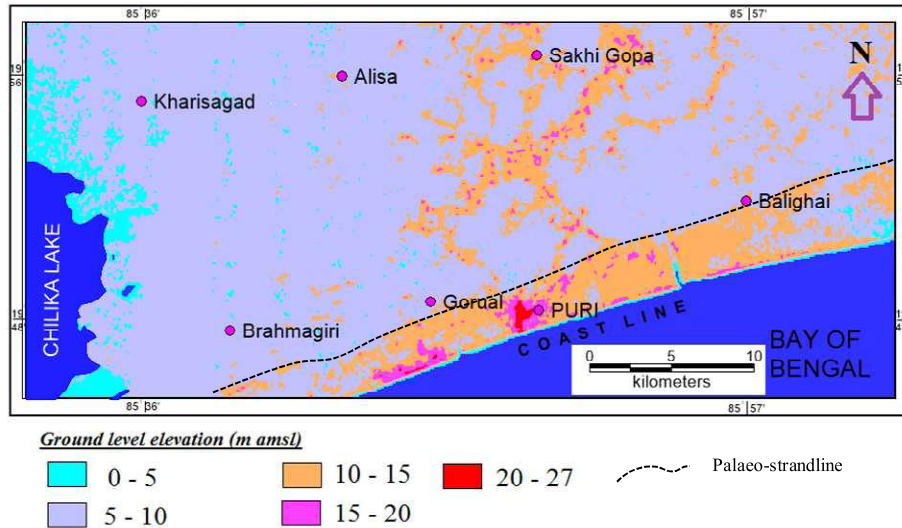 85 36' 85 57'
N
19 56
Sakhi Gopa
Alisa
Kharisagad
Balighai
CHILIKA LAKE
Gorual
PURI
19 48'
Brahmagiri
COAST LINE
BAY OF
BENGAL
0 5 10
kilometers
85 36' 85 57'
Ground level elevation (m amsl)
0 - 5 10 - 15 20 - 27 Palaeo-strandline
5 - 10 15 - 20